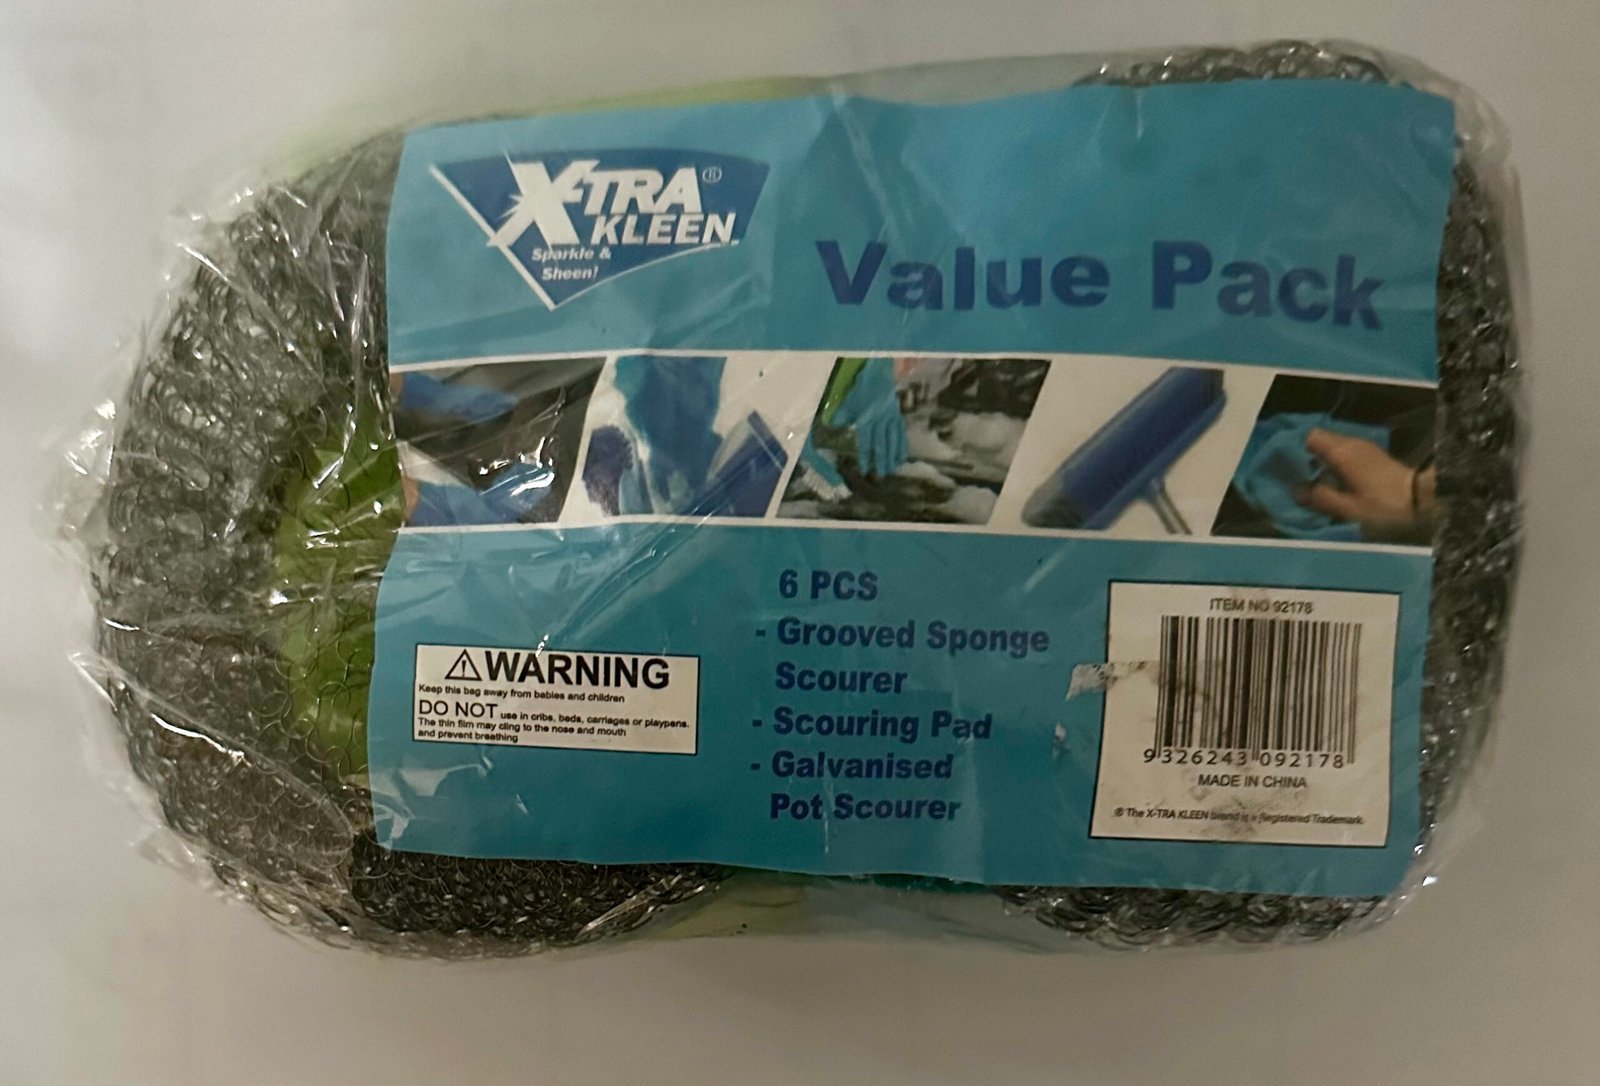 X-TRA®
KLEEN
Sparkle &
Sheen!
Value Pack
6 PCS
- Grooved Sponge
Scourer
- Scouring Pad
- Galvanised
Pot Scourer
⚠WARNING
Keep this bag away from babies and children
DO NOT use in cribs, beds, carriages or playpens.
The thin film may cling to the nose and mouth
and prevent breathing
ITEM NO 92178
9 326243 092178
MADE IN CHINA
® The X-TRA KLEEN brand is a Registered Trademark.